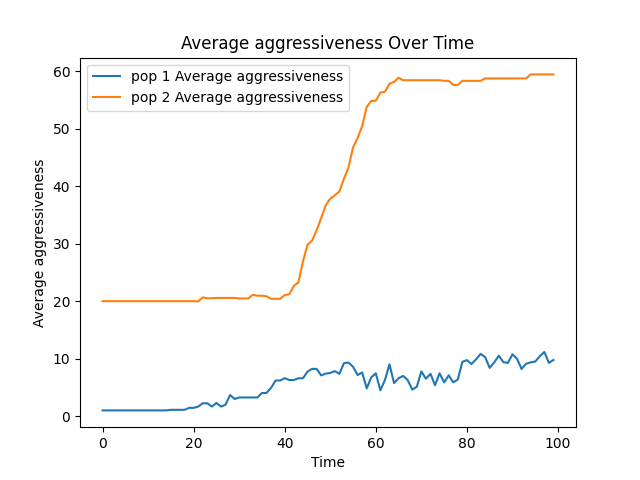 Average aggressiveness Over Time
pop 1 Average aggressiveness
pop 2 Average aggressiveness
Average aggressiveness
60
50
40
30
20
10
0
0 20 40 60 80 100
Time